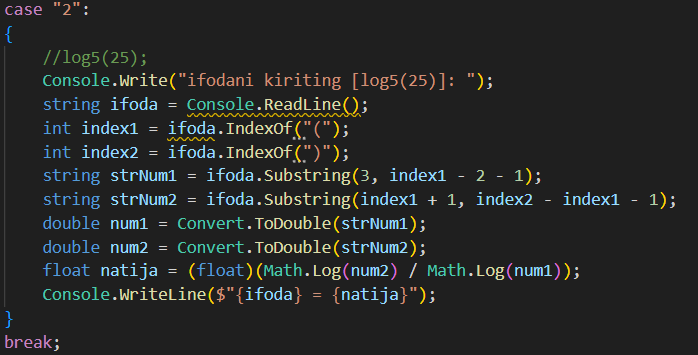 case "2":
{
//log5(25);
Console.Write("ifodani kiriting [log5(25)]: ");
string ifoda = Console.ReadLine();
int index1 = ifoda.IndexOf("(");
int index2 = ifoda.IndexOf(")");
string strNum1 = ifoda.Substring(3, index1 - 2 - 1);
string strNum2 = ifoda.Substring(index1 + 1, index2 - index1 - 1);
double num1 = Convert.ToDouble(strNum1);
double num2 = Convert.ToDouble(strNum2);
float natija = (float)(Math.Log(num2) / Math.Log(num1));
Console.WriteLine($"{ifoda} = {natija}");
}
break;